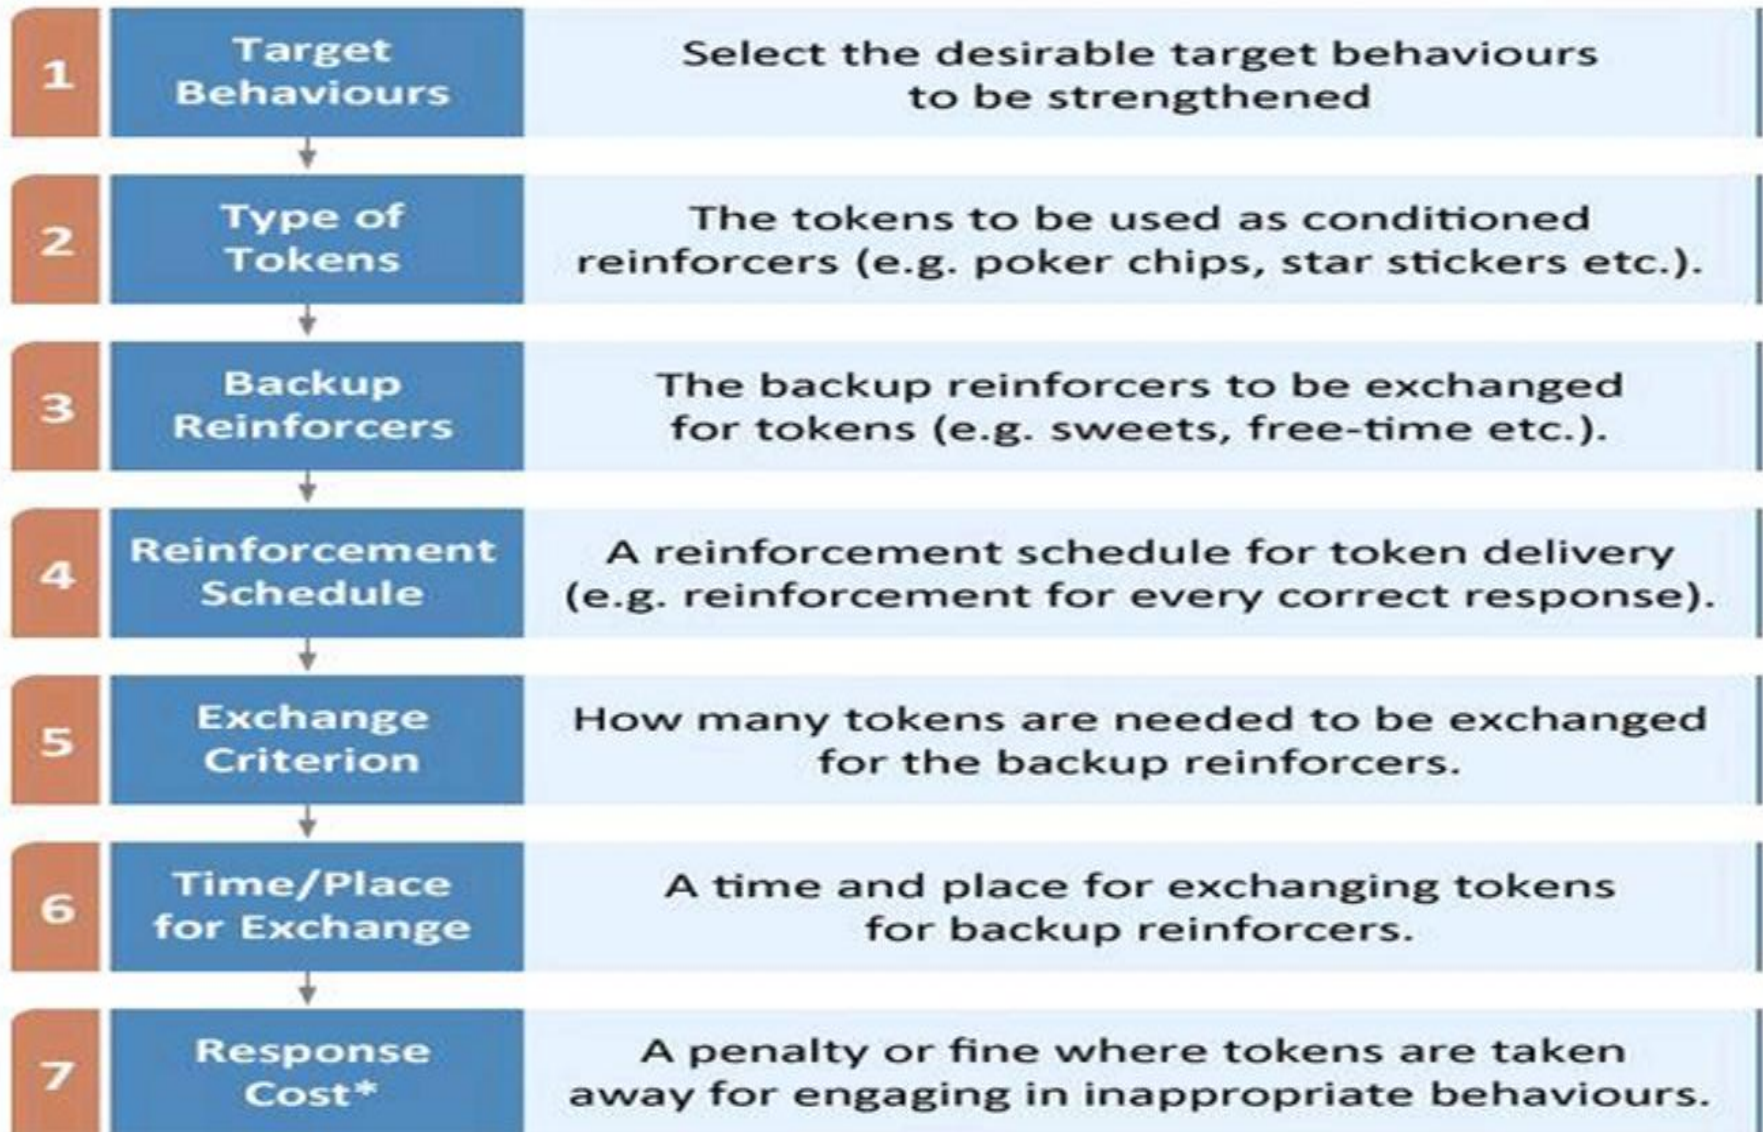 1
Target
Behaviours
Select the desirable target behaviours
to be strengthened
2
Type of
Tokens
The tokens to be used as conditioned
reinforcers (e.g. poker chips, star stickers etc.).
3
Backup
Reinforcers
The backup reinforcers to be exchanged
for tokens (e.g. sweets, free-time etc.).
4
Reinforcement
Schedule
A reinforcement schedule for token delivery
(e.g. reinforcement for every correct response).
5
Exchange
Criterion
How many tokens are needed to be exchanged
for the backup reinforcers.
6
Time/Place
for Exchange
A time and place for exchanging tokens
for backup reinforcers.
7
Response
Cost*
A penalty or fine where tokens are taken
away for engaging in inappropriate behaviours.